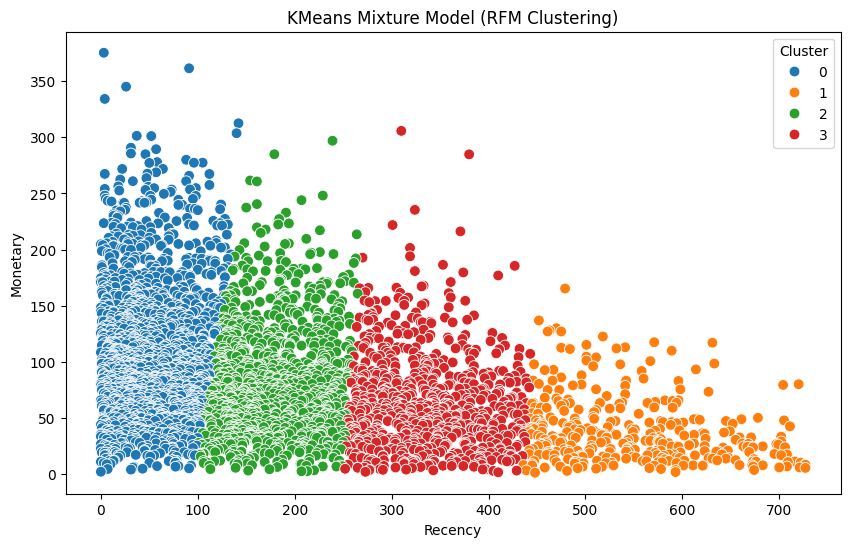 KMeans Mixture Model (RFM Clustering)
Cluster
0
1
2
3
Monetary
350
300
250
200
150
100
50
0
0 100 200 300 400 500 600 700
Recency